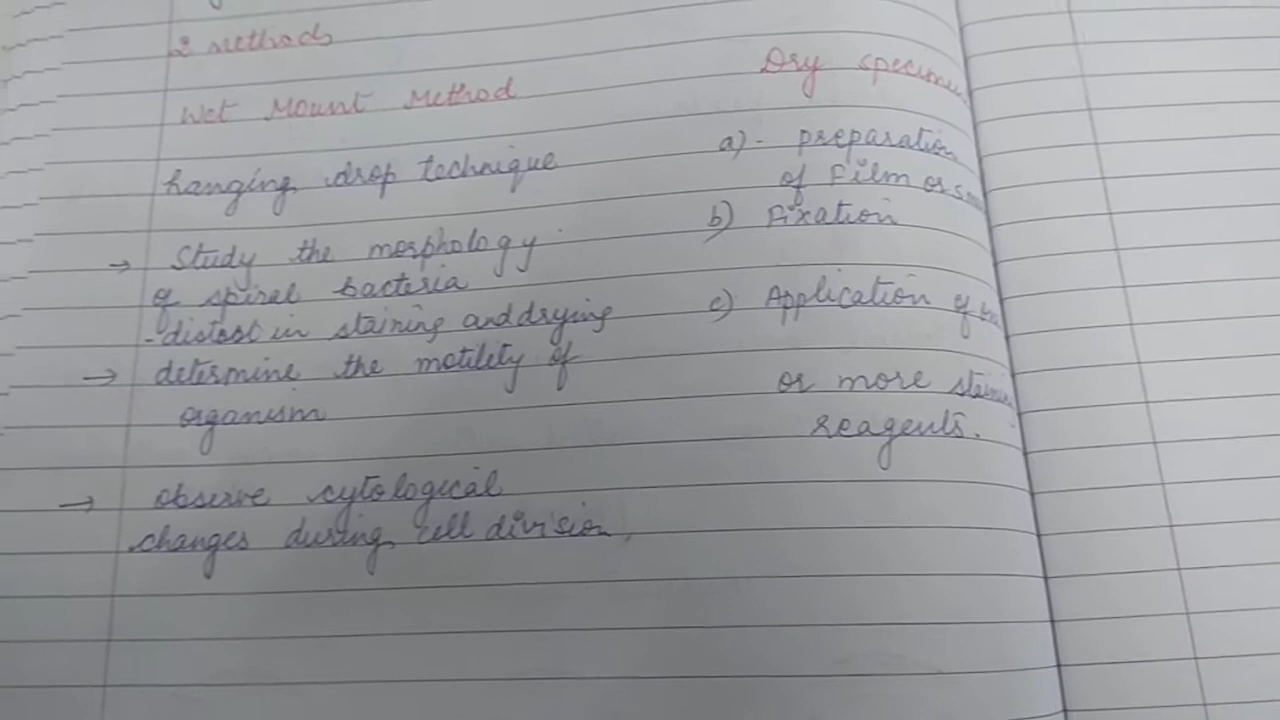 2 Methods
Wet Mount Method
hanging drop technique
→ Study the morphology
of spiral bacteria
- distort in staining and drying
→ determine the motility of
organism
→ observe cytological
changes during cell division.
Dry
a) - preparation
of Film or
b) Fixation
c) Application of
or more
reagents.